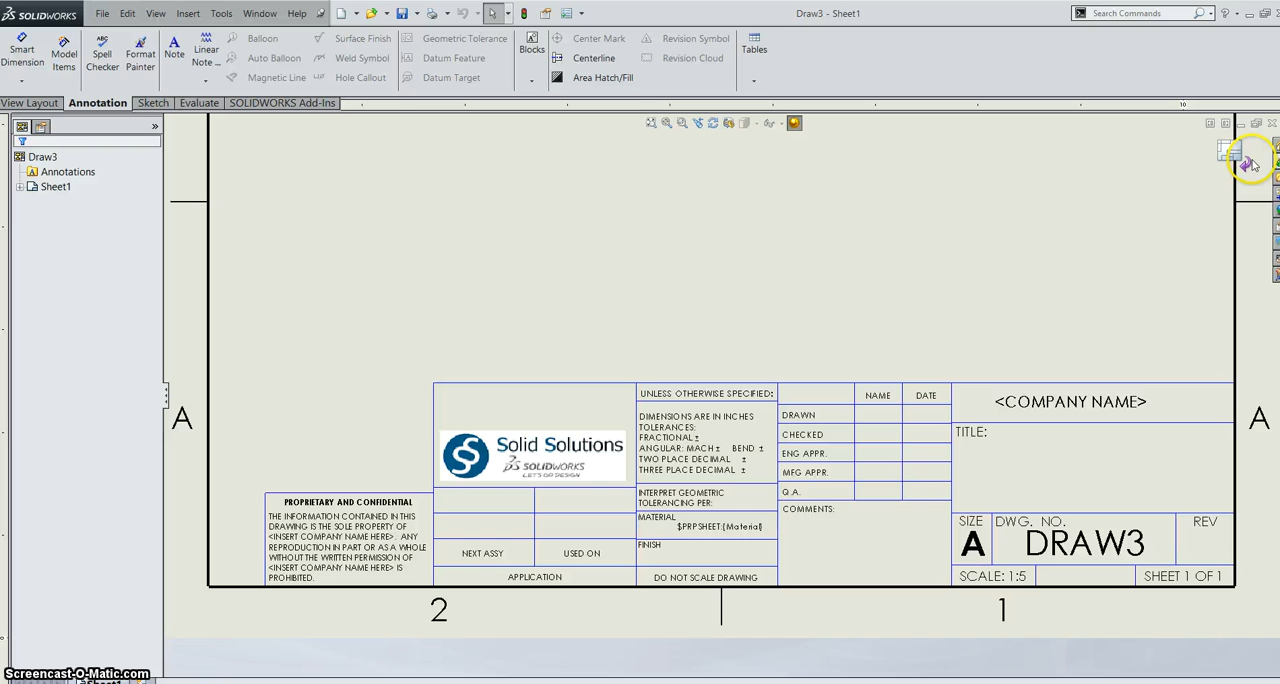 SOLIDWORKS File Edit View Insert Tools Window Help Draw3 - Sheet1 Search Commands
Smart Dimension
Model Items
Spell Checker
Format Painter
Note
Linear Note ...
Balloon
Auto Balloon
Magnetic Line
Surface Finish
Weld Symbol
Hole Callout
Geometric Tolerance
Datum Feature
Datum Target
Blocks
Center Mark
Centerline
Area Hatch/Fill
Revision Symbol
Revision Cloud
Tables
View Layout Annotation Sketch Evaluate SOLIDWORKS Add-Ins
10
Draw3
Annotations
Sheet1
A
A
Solid Solutions
SOLIDWORKS
LET'S GO DESIGN
PROPRIETARY AND CONFIDENTIAL
THE INFORMATION CONTAINED IN THIS
DRAWING IS THE SOLE PROPERTY OF
<INSERT COMPANY NAME HERE>. ANY
REPRODUCTION IN PART OR AS A WHOLE
WITHOUT THE WRITTEN PERMISSION OF
<INSERT COMPANY NAME HERE> IS
PROHIBITED.
NEXT ASSY USED ON
APPLICATION
UNLESS OTHERWISE SPECIFIED:
DIMENSIONS ARE IN INCHES
TOLERANCES:
FRACTIONAL ±
ANGULAR: MACH ± BEND ±
TWO PLACE DECIMAL ±
THREE PLACE DECIMAL ±
INTERPRET GEOMETRIC
TOLERANCING PER:
MATERIAL
$PRPSHEET:{Material}
FINISH
DO NOT SCALE DRAWING
NAME DATE
DRAWN
CHECKED
ENG APPR.
MFG APPR.
Q.A.
COMMENTS:
<COMPANY NAME>
TITLE:
SIZE DWG. NO. REV
A DRAW3
SCALE: 1:5 SHEET 1 OF 1
2 1
Screencast-O-Matic.com
Sheet1